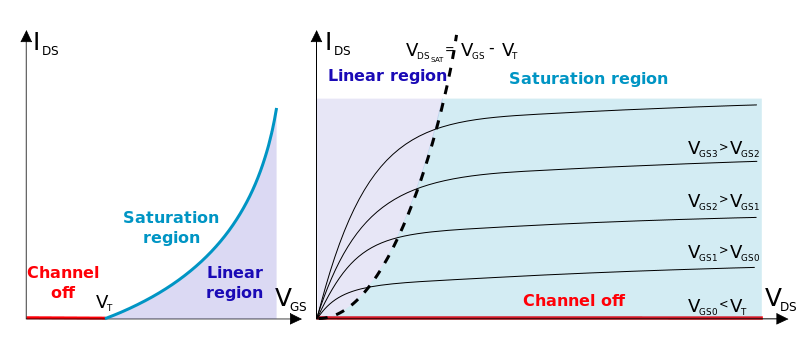 IDS
Saturation
region
Channel
off
VT
Linear
region
VGS
IDS
VDSSAT = VGS - VT
Linear region
Saturation region
VGS3 > VGS2
VGS2 > VGS1
VGS1 > VGS0
Channel off
VGS0 < VT
VDS